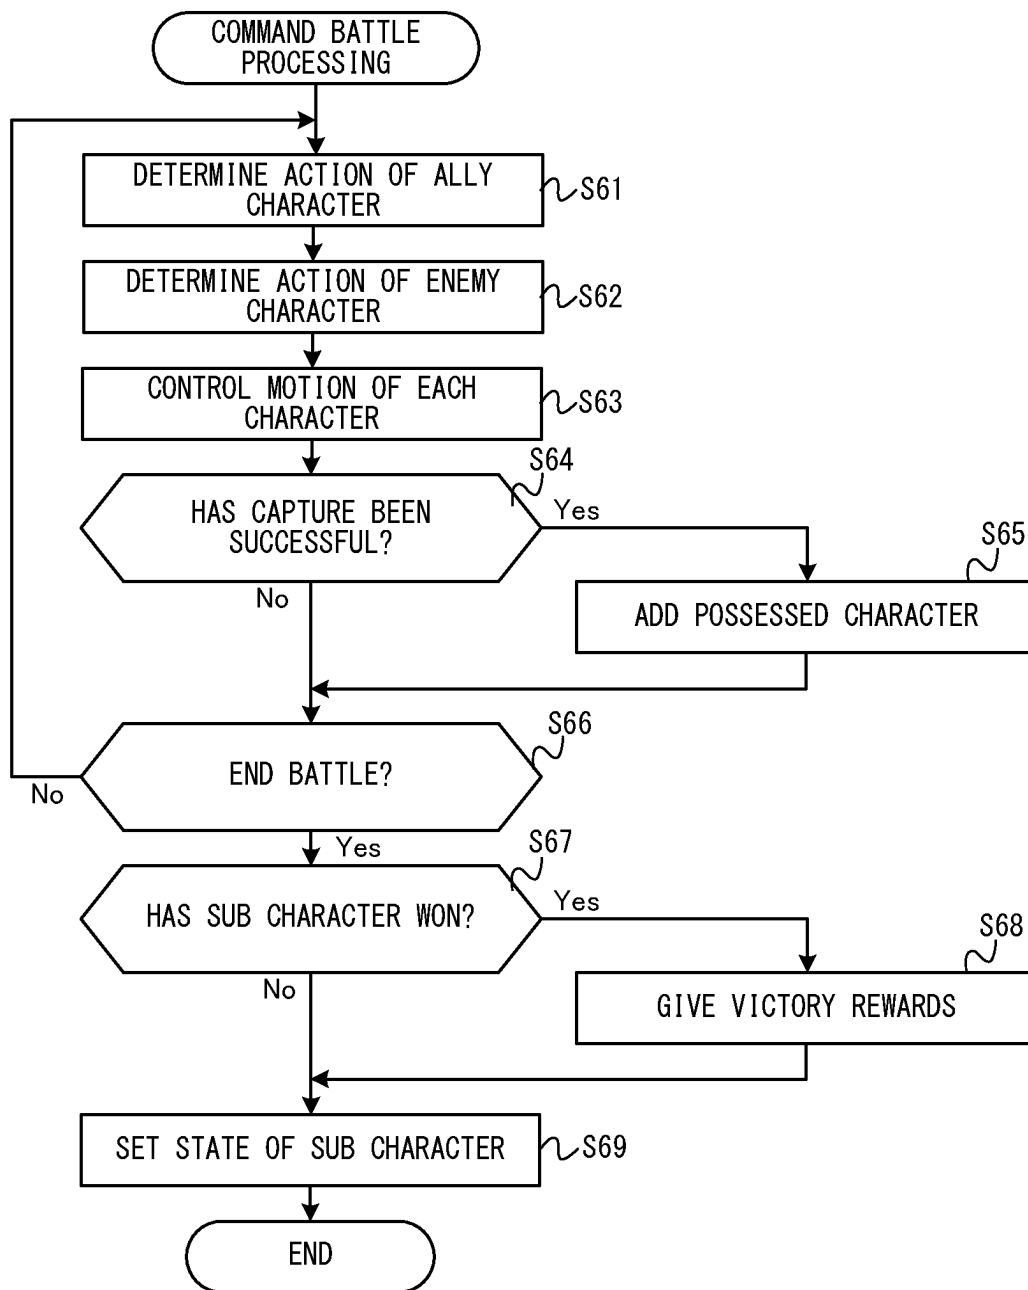 COMMAND BATTLE
PROCESSING
DETERMINE ACTION OF ALLY
CHARACTER
S61
DETERMINE ACTION OF ENEMY
CHARACTER
S62
CONTROL MOTION OF EACH
CHARACTER
S63
S64
HAS CAPTURE BEEN
SUCCESSFUL?
Yes
No
S65
ADD POSSESSED CHARACTER
S66
END BATTLE?
No
Yes
S67
HAS SUB CHARACTER WON?
Yes
No
S68
GIVE VICTORY REWARDS
SET STATE OF SUB CHARACTER
S69
END